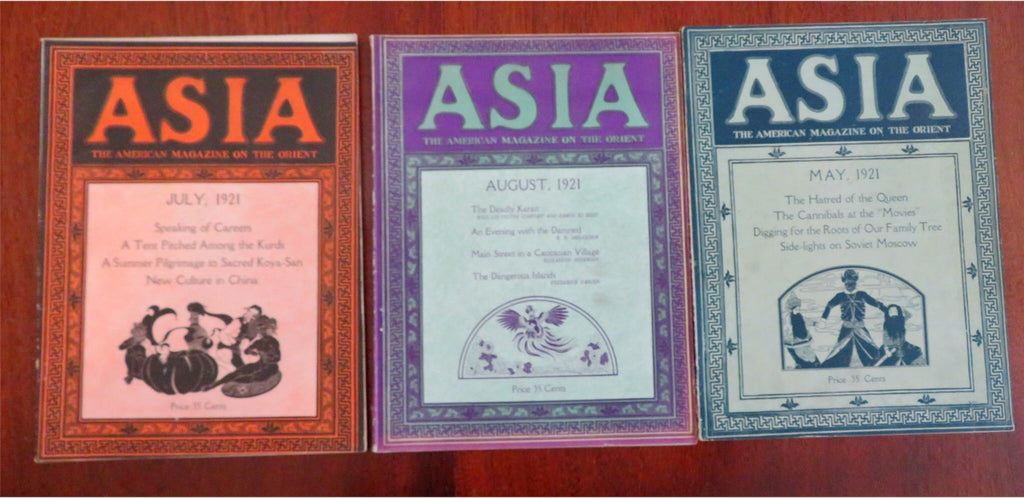 ASIA
THE AMERICAN MAGAZINE ON THE ORIENT
JULY, 1921
Speaking of Careers
A Tent Pitched Among the Kurds
A Summer Pilgrimage to Sacred Koya-San
New Culture in China
Price 35 Cents
ASIA
THE AMERICAN MAGAZINE ON THE ORIENT
AUGUST, 1921
The Deadly Karait
An Evening with the Damned
Main Street in a Caucasian Village
The Dangerous Islands
Price 35 Cents
ASIA
THE AMERICAN MAGAZINE ON THE ORIENT
MAY, 1921
The Hatred of the Queen
The Cannibals at the "Movies"
Digging for the Roots of Our Family Tree
Side-lights on Soviet Moscow
Price 35 Cents